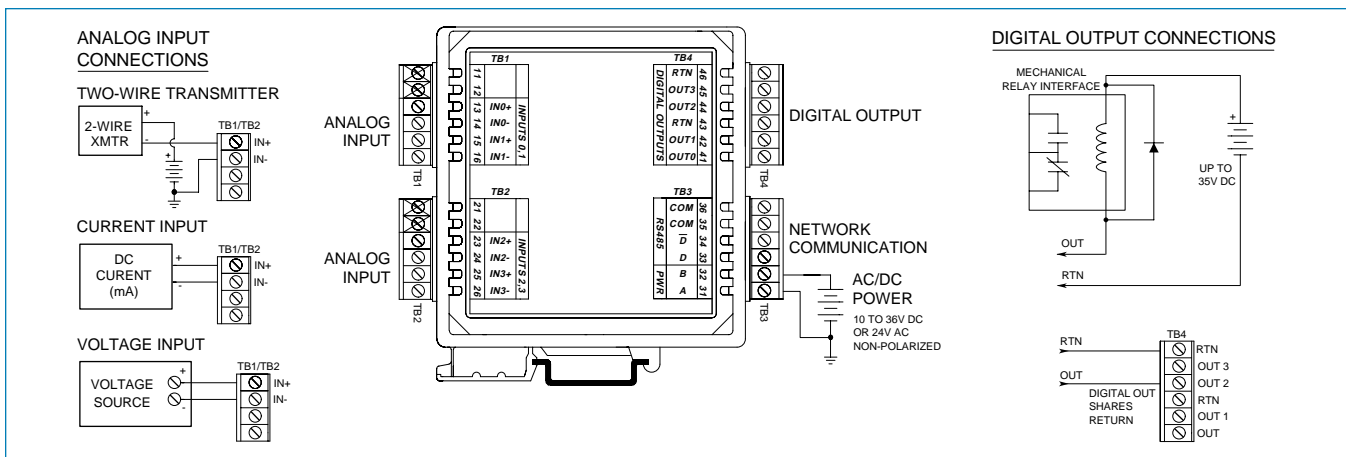 ANALOG INPUT
CONNECTIONS
TWO-WIRE TRANSMITTER
2-WIRE
XMTR
+
-
+
TB1/TB2
IN+
IN-
CURRENT INPUT
DC
CURENT
(mA)
+
-
TB1/TB2
IN+
IN-
VOLTAGE INPUT
VOLTAGE
SOURCE
+
-
TB1/TB2
IN+
IN-
ANALOG
INPUT
TB1
TB1
11
12
13 IN0+
14 IN0-
15 IN1+
16 IN1-
INPUTS 0,1
ANALOG
INPUT
TB2
TB2
21
22
23 IN2+
24 IN2-
25 IN3+
26 IN3-
INPUTS 2,3
TB4
DIGITAL OUTPUTS
RTN 46
OUT3 45
OUT2 44
RTN 43
OUT1 42
OUT0 41
TB4
DIGITAL OUTPUT
TB3
RS485
COM 36
COM 35
D̅ 34
D 33
PWR
B 32
A 31
TB3
NETWORK
COMMUNICATION
AC/DC
POWER
+
10 TO 36V DC
OR 24V AC
NON-POLARIZED
DIGITAL OUTPUT CONNECTIONS
MECHANICAL
RELAY INTERFACE
+
UP TO
35V DC
OUT
RTN
RTN
OUT
DIGITAL OUT
SHARES
RETURN
TB4
RTN
OUT 3
OUT 2
RTN
OUT 1
OUT